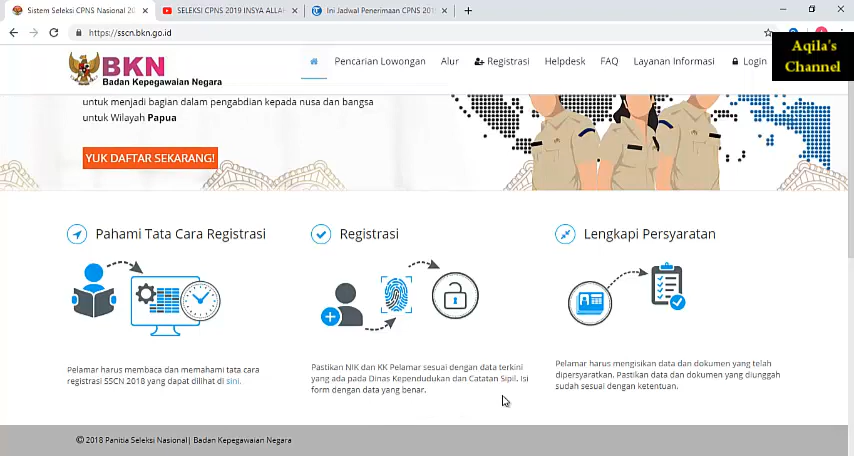 Sistem Seleksi CPNS Nasional 20
SELEKSI CPNS 2019 INSYA ALLAH
Ini Jadwal Penerimaan CPNS 201
https://sscn.bkn.go.id
Aqila's
Channel
BKN
Badan Kepegawaian Negara
Pencarian Lowongan
Alur
Registrasi
Helpdesk
FAQ
Layanan Informasi
Login
untuk menjadi bagian dalam pengabdian kepada nusa dan bangsa
untuk Wilayah Papua
YUK DAFTAR SEKARANG!
Pahami Tata Cara Registrasi
Pelamar harus membaca dan memahami tata cara
registrasi SSCN 2018 yang dapat dilihat di sini.
Registrasi
Pastikan NIK dan KK Pelamar sesuai dengan data terkini
yang ada pada Dinas Kependudukan dan Catatan Sipil. Isi
form dengan data yang benar.
Lengkapi Persyaratan
Pelamar harus mengisikan data dan dokumen yang telah
dipersyaratkan. Pastikan data dan dokumen yang diunggah
sudah sesuai dengan ketentuan.
© 2018 Panitia Seleksi Nasional| Badan Kepegawaian Negara